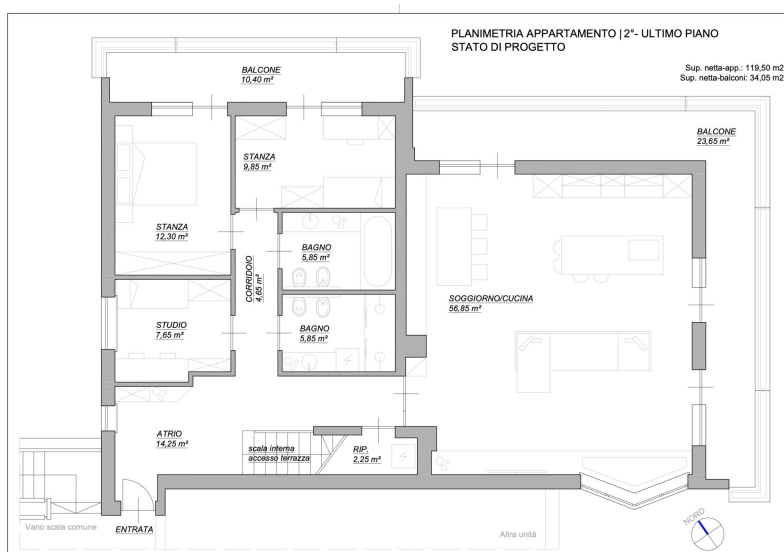 PLANIMETRIA APPARTAMENTO | 2°- ULTIMO PIANO
STATO DI PROGETTO
Sup. netta-app.: 119,50 m2
Sup. netta-balconi: 34,05 m2
BALCONE
10,40 m²
BALCONE
23,65 m²
STANZA
9,85 m²
STANZA
12,30 m²
BAGNO
5,85 m²
CORRIDOIO
4,65 m²
SOGGIORNO/CUCINA
56,85 m²
STUDIO
7,65 m²
BAGNO
5,85 m²
ATRIO
14,25 m²
scala interna
accesso terrazza
RIP.
2,25 m²
Vano scala comune
ENTRATA
Altra unità
NORD